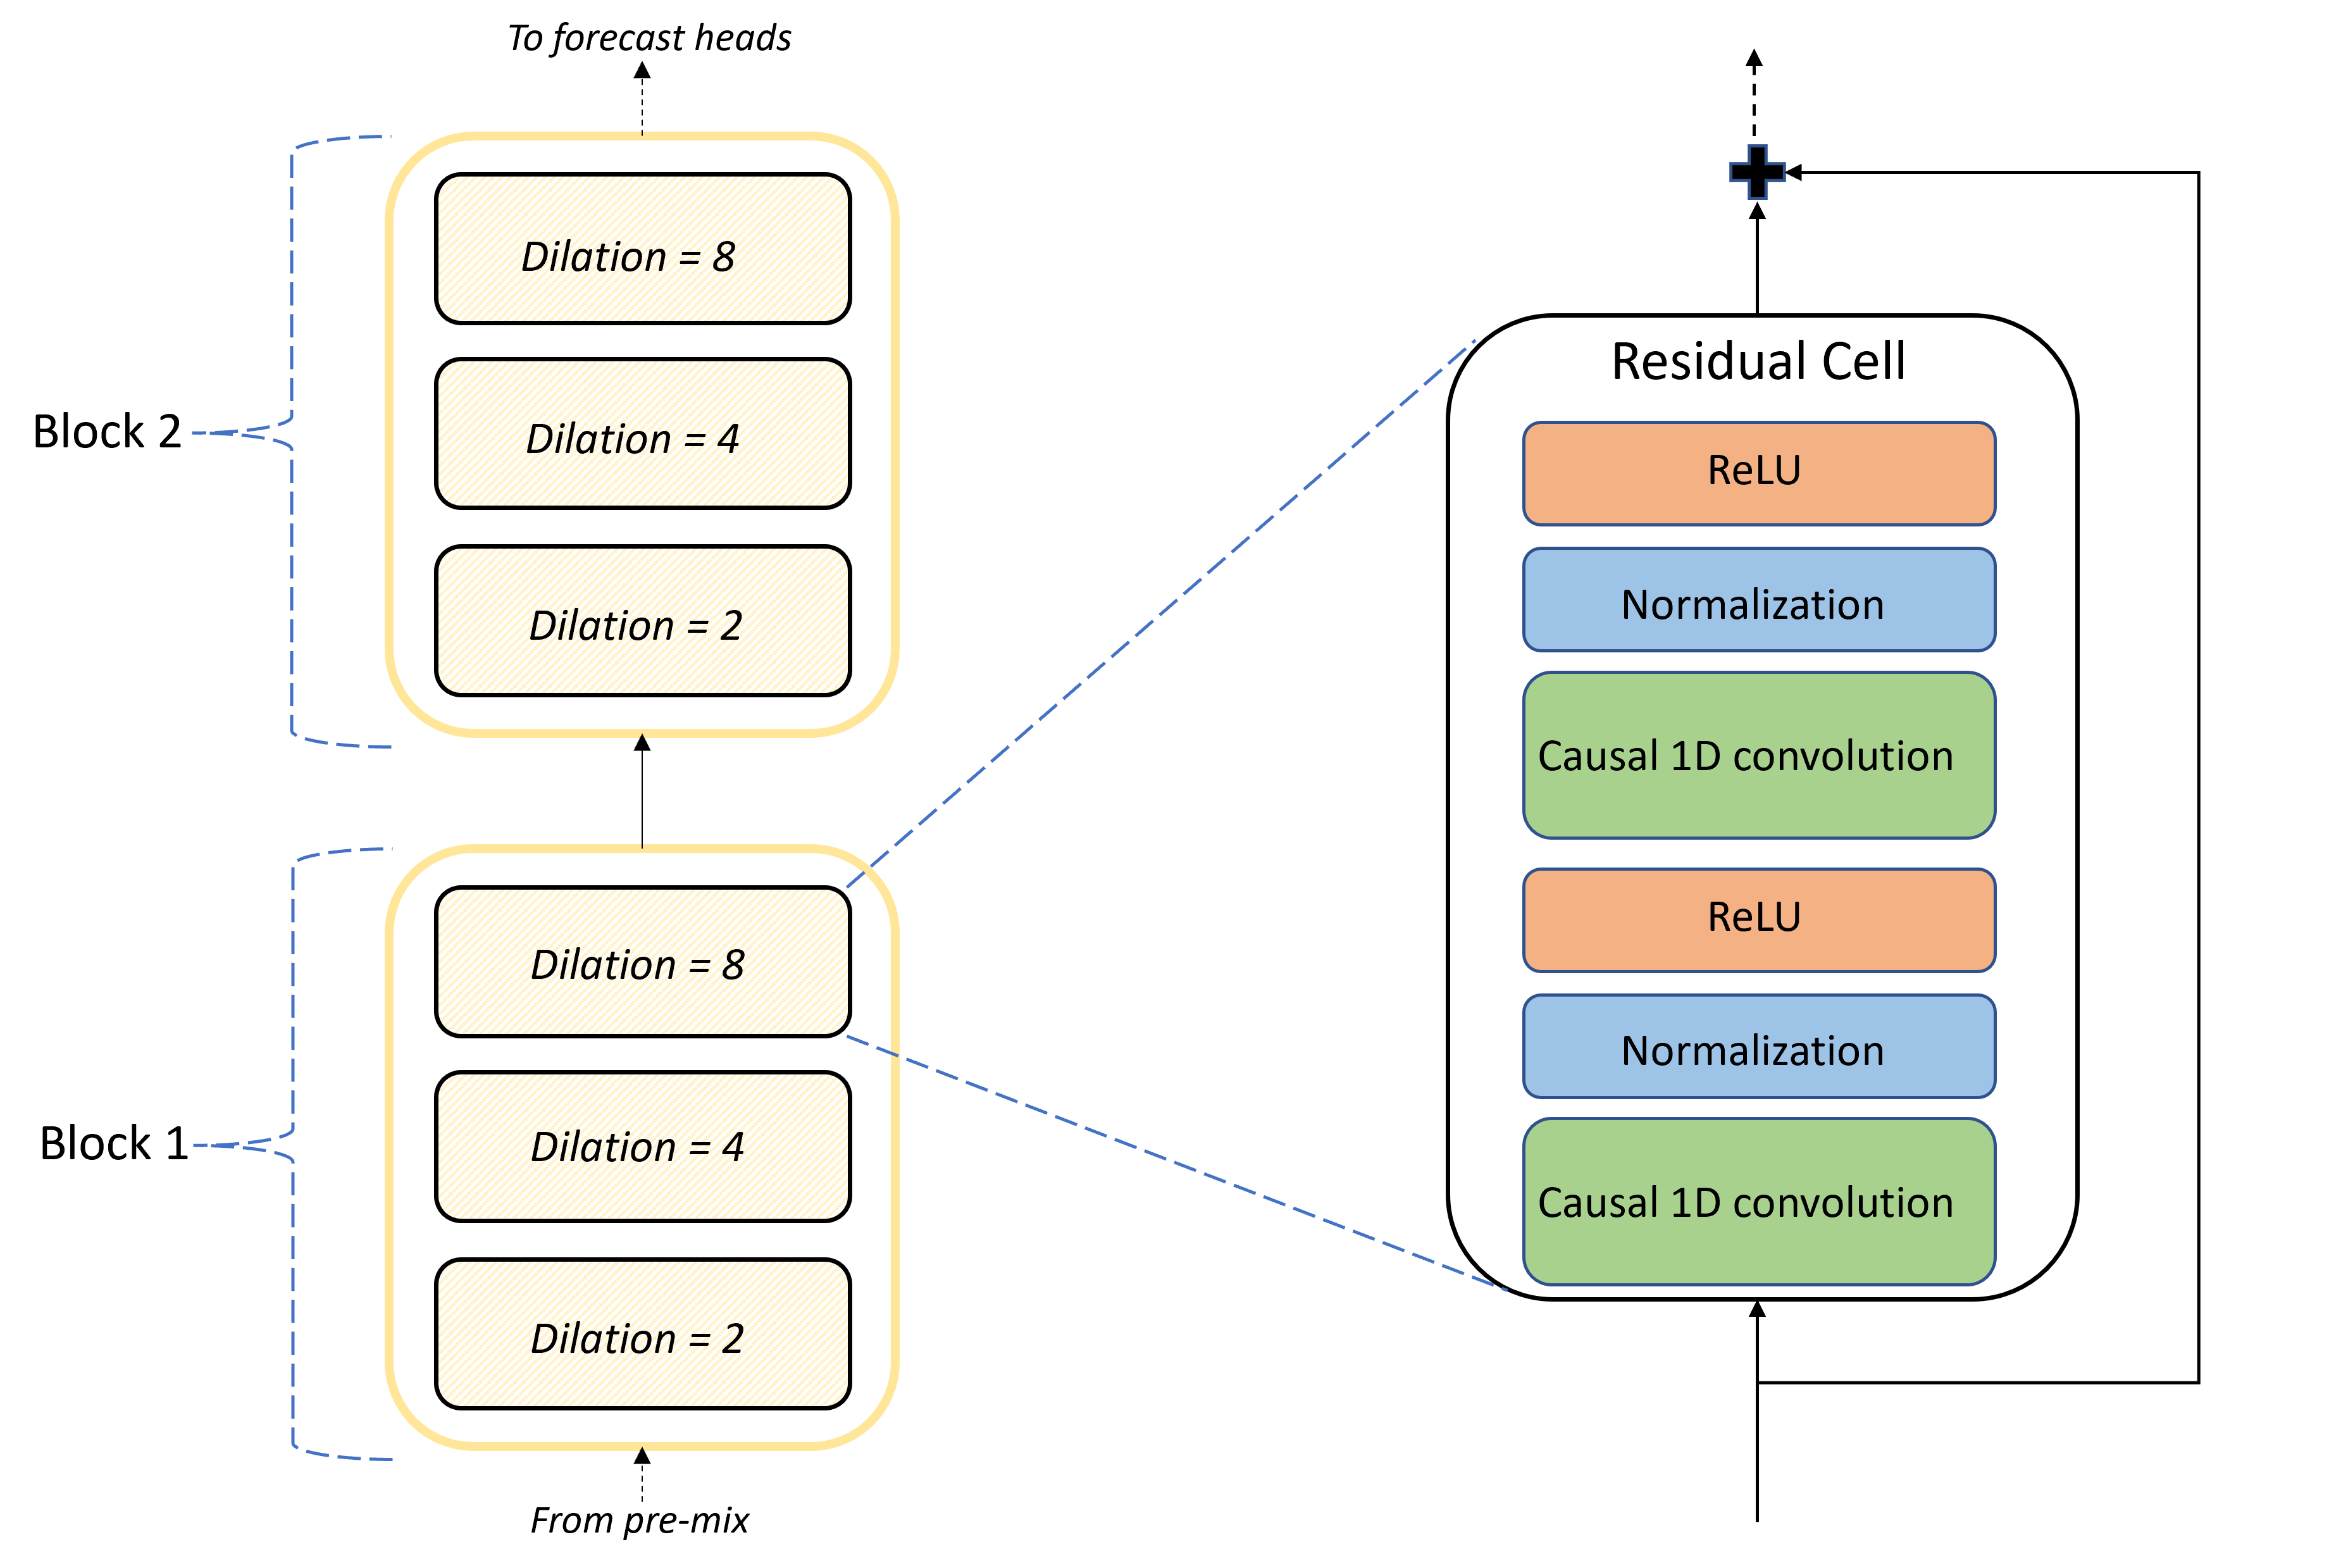 To forecast heads
Block 2
Dilation = 8
Dilation = 4
Dilation = 2
Block 1
Dilation = 8
Dilation = 4
Dilation = 2
From pre-mix
Residual Cell
ReLU
Normalization
Causal 1D convolution
ReLU
Normalization
Causal 1D convolution